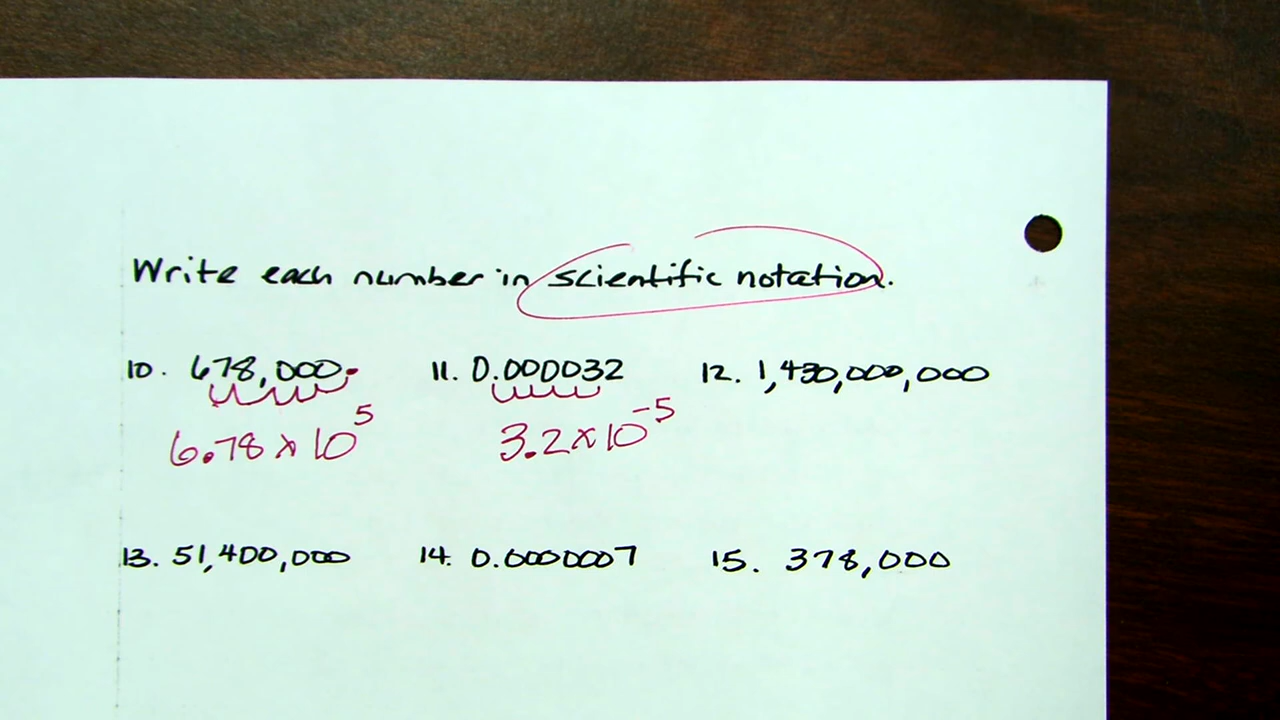 Write each number in scientific notation.
10. 678,000. 11. 0.000032 12. 1,430,000,000
6.78 x 10^5 3.2 x 10^-5
13. 51,400,000 14. 0.0000007 15. 378,000